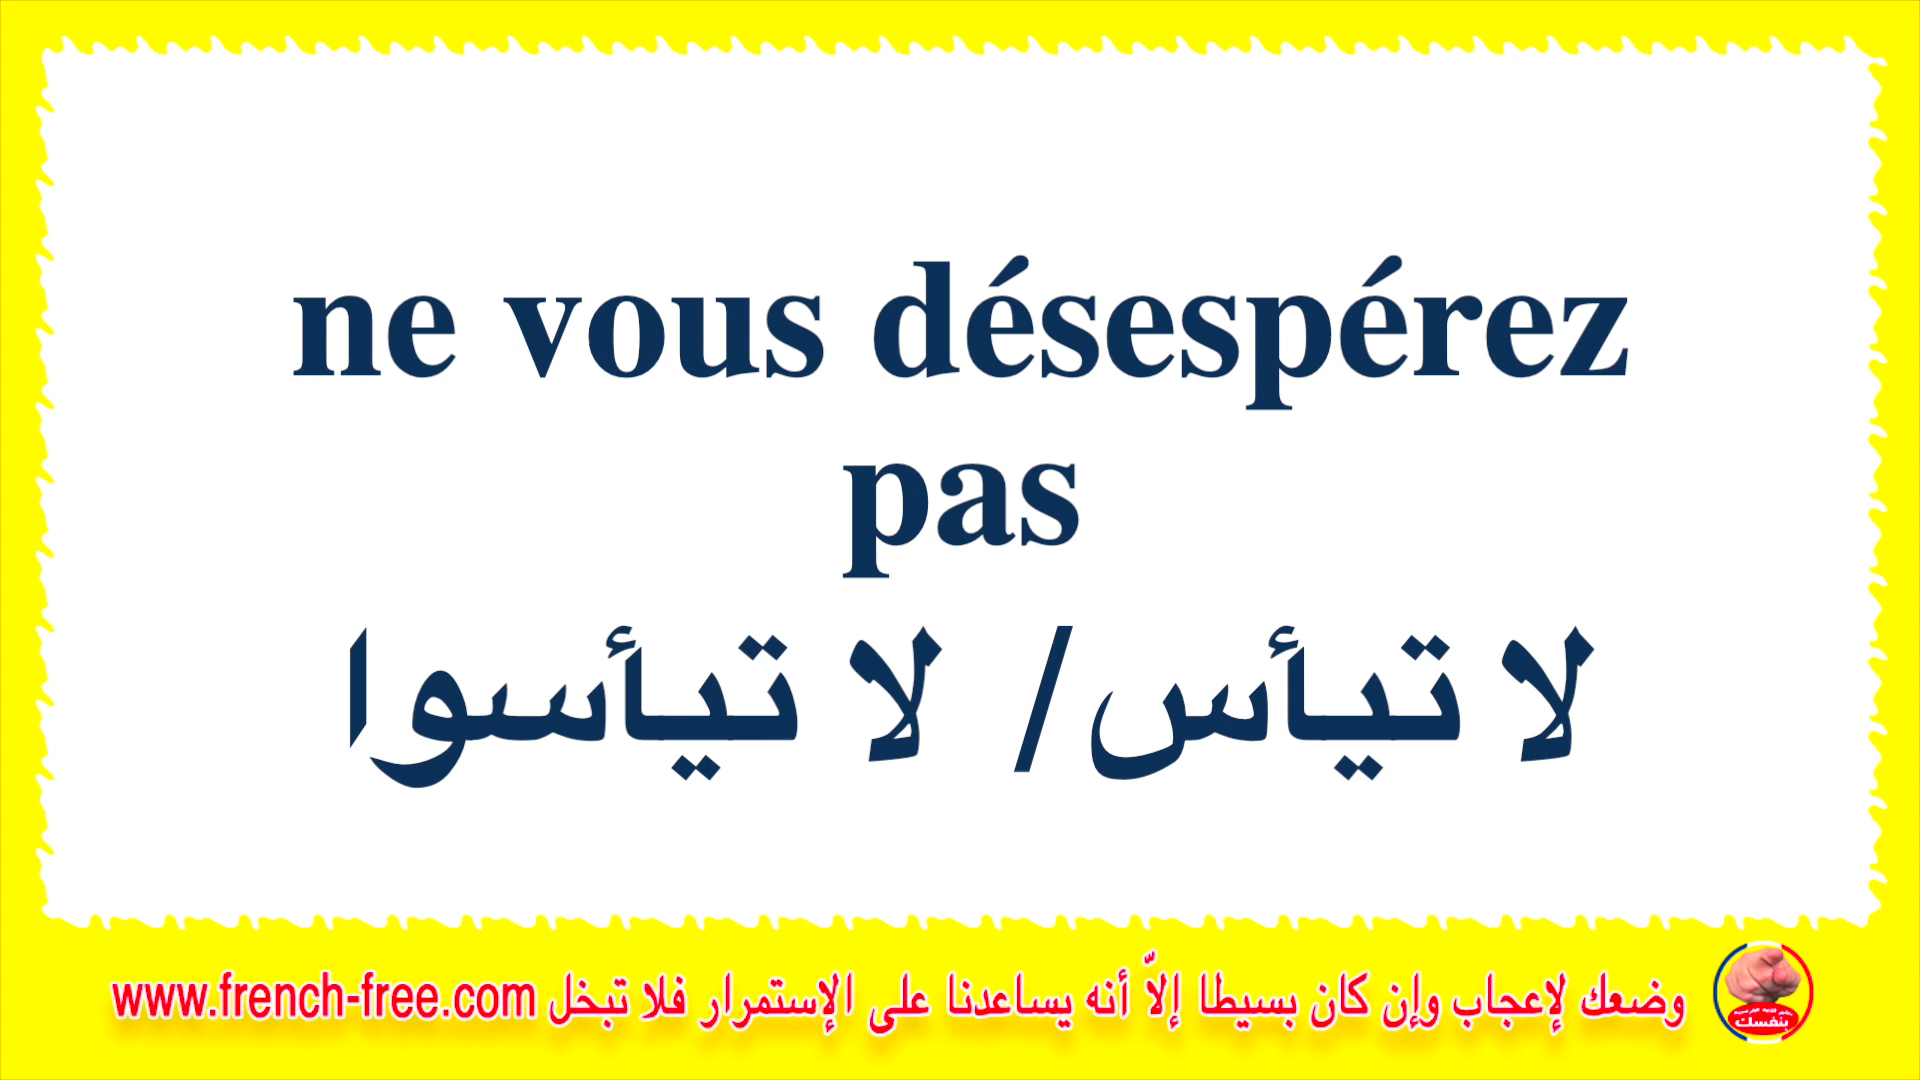 ne vous désespérez
pas
لا تيأس/ لا تيأسوا
وضعك لإعجاب وإن كان بسيطا إلاّ أنه يساعدنا على الإستمرار فلا تبخل www.french-free.com
بنفسك